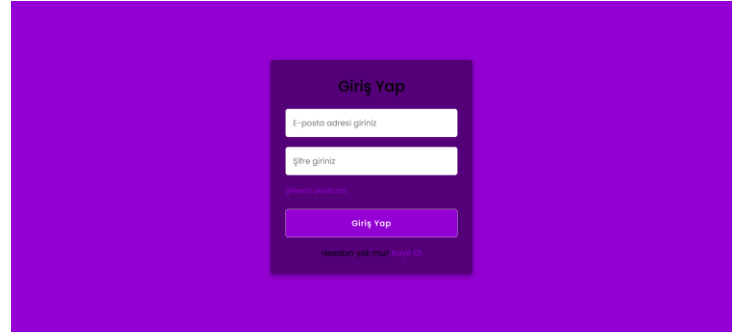 Giriş Yap
E-posta adresi giriniz
Şifre giriniz
Şifremi unuttum.
Giriş Yap
Hesabın yok mu? Kayıt Ol